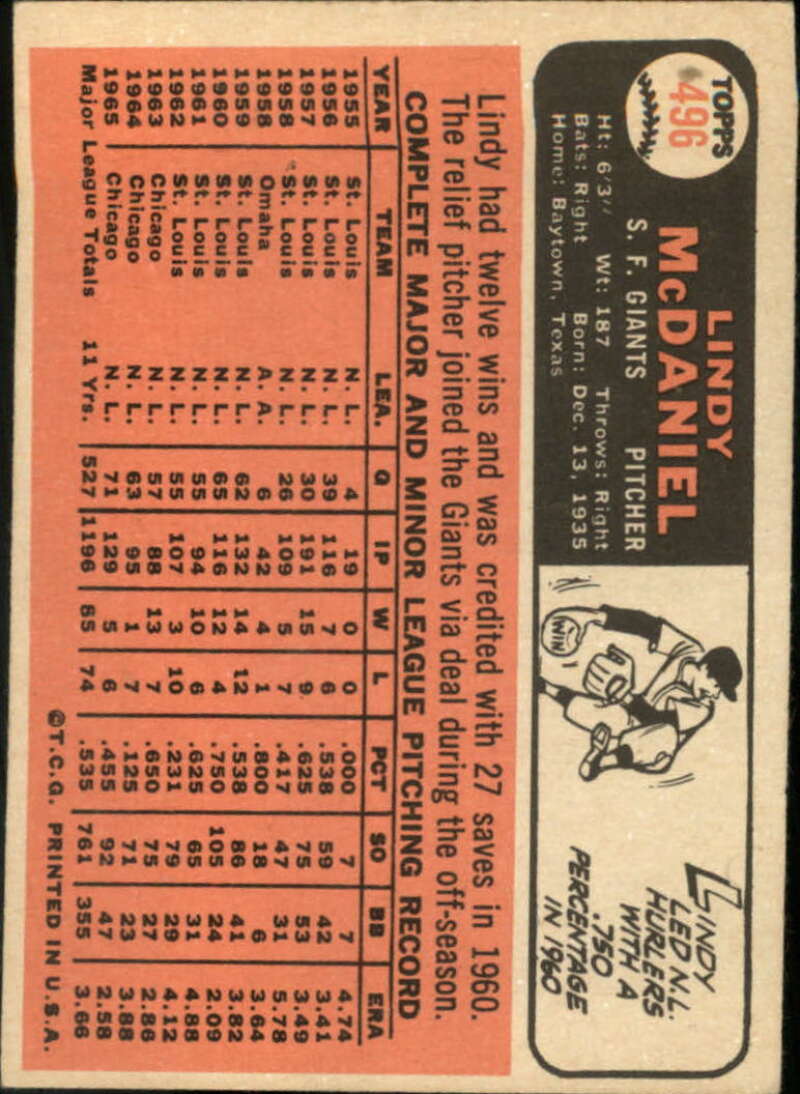 TOPPS
496
LINDY
McDANIEL
S. F. GIANTS PITCHER
Ht: 6'3" Wt: 187 Throws: Right
Bats: Right Born: Dec. 13, 1935
Home: Baytown, Texas
WIN
LINDY
LED N.L.
HURLERS
WITH A
.750
PERCENTAGE
IN 1960
Lindy had twelve wins and was credited with 27 saves in 1960.
The relief pitcher joined the Giants via deal during the off-season.
COMPLETE MAJOR AND MINOR LEAGUE PITCHING RECORD
YEAR TEAM LEA. G IP W L PCT SO BB ERA
1955 St. Louis N. L. 4 19 0 0 .000 7 7 4.74
1956 St. Louis N. L. 39 116 7 6 .538 59 42 3.41
1957 St. Louis N. L. 30 191 15 9 .625 75 53 3.49
1958 St. Louis N. L. 26 109 5 7 .417 47 31 5.78
1958 Omaha A. A. 6 42 4 1 .800 18 6 3.64
1959 St. Louis N. L. 62 132 14 12 .538 86 41 3.82
1960 St. Louis N. L. 65 116 12 4 .750 105 24 2.09
1961 St. Louis N. L. 55 94 10 6 .625 65 31 4.88
1962 St. Louis N. L. 55 107 3 10 .231 79 29 4.12
1963 Chicago N. L. 57 88 13 7 .650 75 27 2.86
1964 Chicago N. L. 63 95 1 7 .125 71 23 3.88
1965 Chicago N. L. 71 129 5 6 .455 92 47 2.58
Major League Totals 11 Yrs. 527 1196 85 74 .535 761 355 3.66
©T.C.G. PRINTED IN U.S.A.